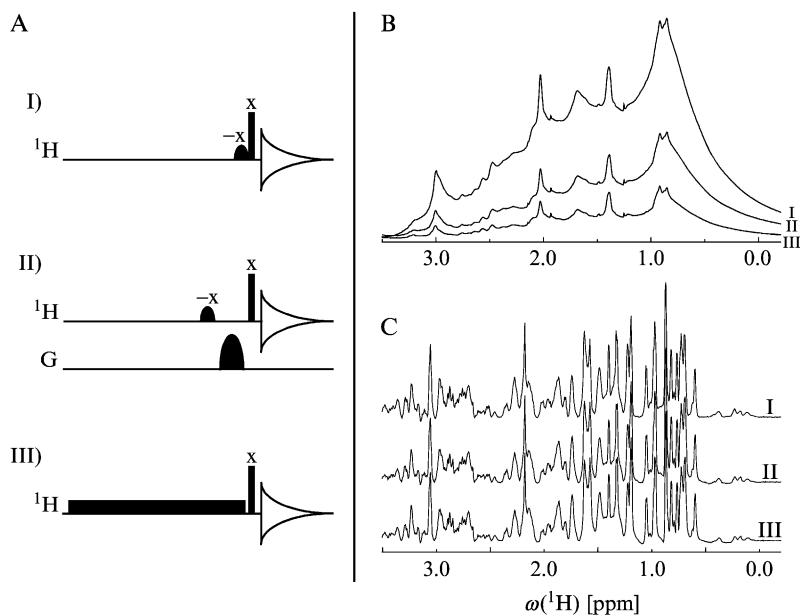 A
I)
x
–x
¹H
II)
x
–x
¹H
G
III)
x
¹H
B
I
II
III
3.0 2.0 1.0 0.0
C
I
II
III
3.0 2.0 1.0 0.0
ω(¹H) [ppm]